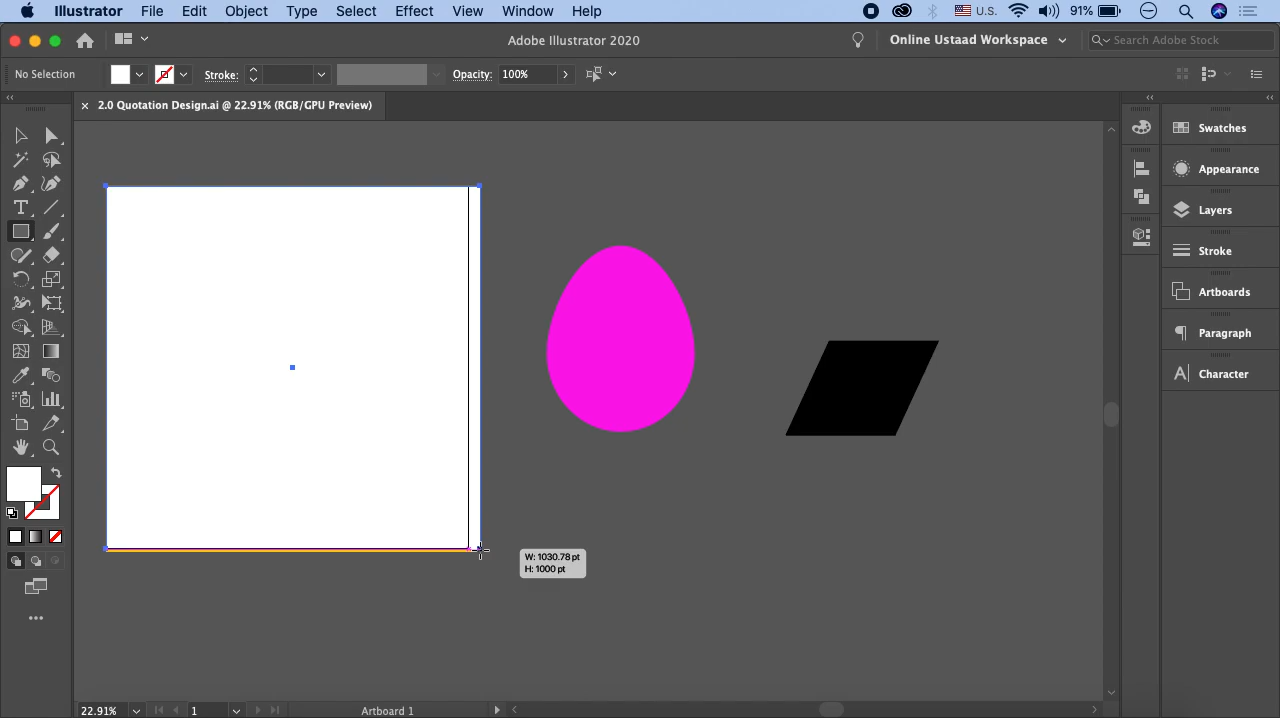 Illustrator File Edit Object Type Select Effect View Window Help U.S. 91%
Adobe Illustrator 2020 Online Ustaad Workspace Search Adobe Stock
No Selection Stroke: Opacity: 100%
2.0 Quotation Design.ai @ 22.91% (RGB/GPU Preview)
Swatches
Appearance
Layers
Stroke
Artboards
Paragraph
Character
W: 1030.78 pt
H: 1000 pt
22.91% 1 Artboard 1